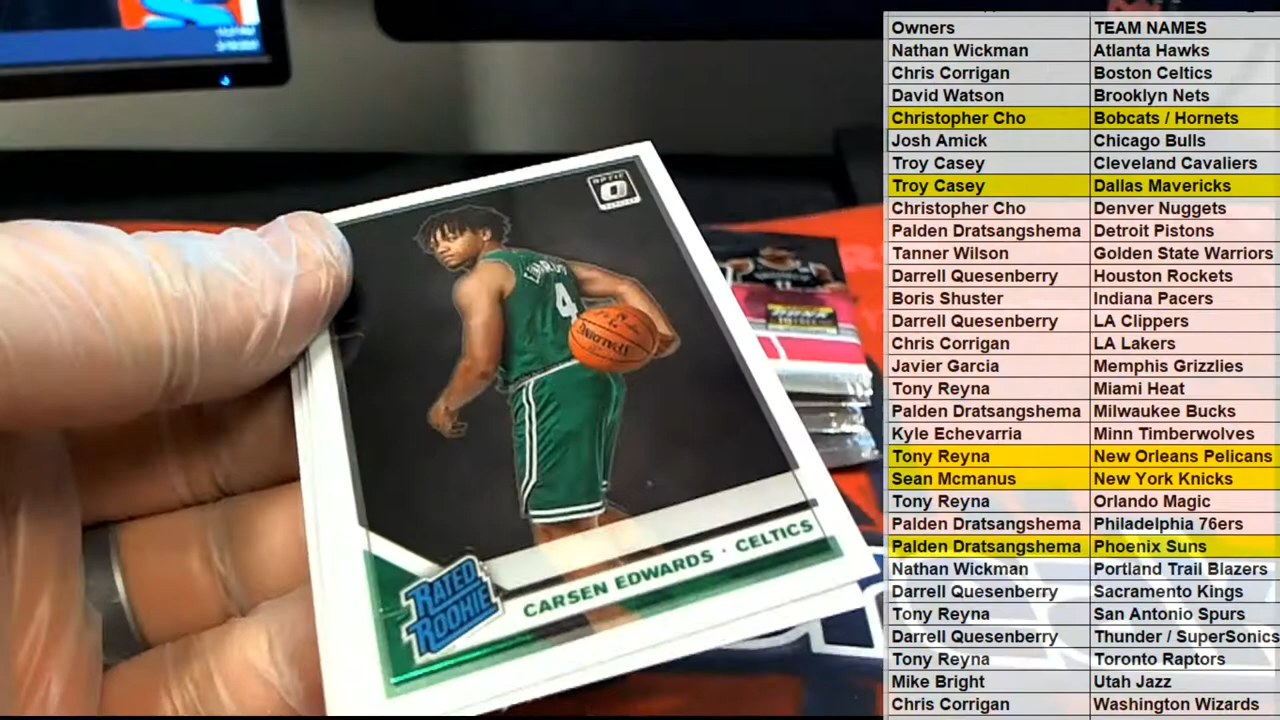 OPTIC
EDWARDS
4
SPALDING
RATED
ROOKIE
CARSEN EDWARDS · CELTICS
Owners TEAM NAMES
Nathan Wickman Atlanta Hawks
Chris Corrigan Boston Celtics
David Watson Brooklyn Nets
Christopher Cho Bobcats / Hornets
Josh Amick Chicago Bulls
Troy Casey Cleveland Cavaliers
Troy Casey Dallas Mavericks
Christopher Cho Denver Nuggets
Palden Dratsangshema Detroit Pistons
Tanner Wilson Golden State Warriors
Darrell Quesenberry Houston Rockets
Boris Shuster Indiana Pacers
Darrell Quesenberry LA Clippers
Chris Corrigan LA Lakers
Javier Garcia Memphis Grizzlies
Tony Reyna Miami Heat
Palden Dratsangshema Milwaukee Bucks
Kyle Echevarria Minn Timberwolves
Tony Reyna New Orleans Pelicans
Sean Mcmanus New York Knicks
Tony Reyna Orlando Magic
Palden Dratsangshema Philadelphia 76ers
Palden Dratsangshema Phoenix Suns
Nathan Wickman Portland Trail Blazers
Darrell Quesenberry Sacramento Kings
Tony Reyna San Antonio Spurs
Darrell Quesenberry Thunder / SuperSonics
Tony Reyna Toronto Raptors
Mike Bright Utah Jazz
Chris Corrigan Washington Wizards